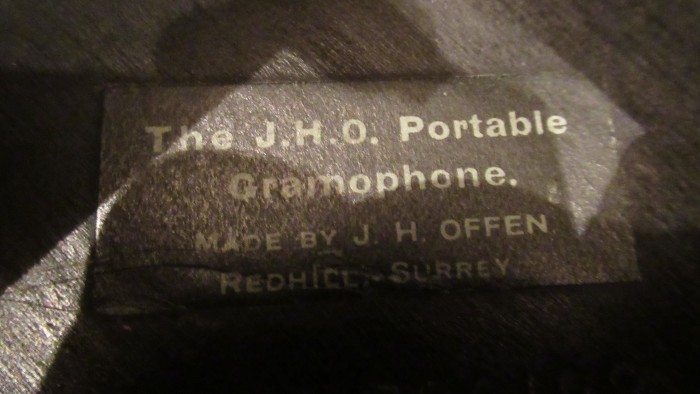 The J.H.O. Portable
Gramophone.
MADE BY J. H. OFFEN
REDHILL, SURREY